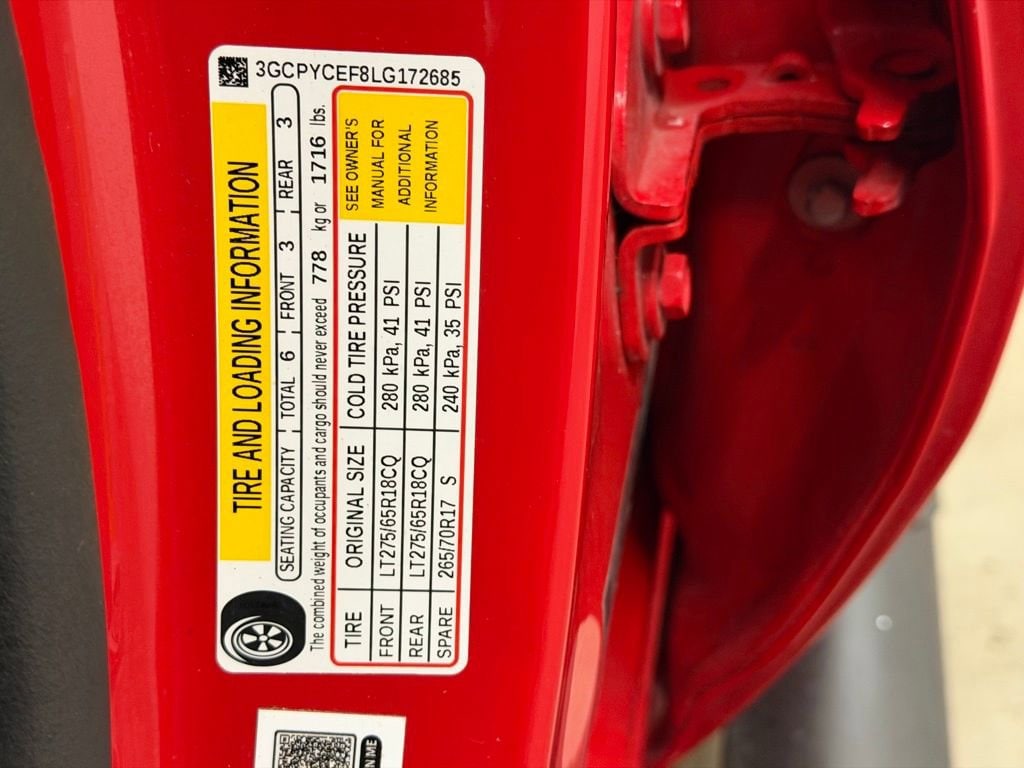 3GCPYCEF8LG172685
TIRE AND LOADING INFORMATION
SEATING CAPACITY TOTAL 6 FRONT 3 REAR 3
The combined weight of occupants and cargo should never exceed 778 kg or 1716 lbs.
TIRE ORIGINAL SIZE COLD TIRE PRESSURE
FRONT LT275/65R18CQ 280 kPa, 41 PSI
REAR LT275/65R18CQ 280 kPa, 41 PSI
SPARE 265/70R17 S 240 kPa, 35 PSI
SEE OWNER'S
MANUAL FOR
ADDITIONAL
INFORMATION
N ME